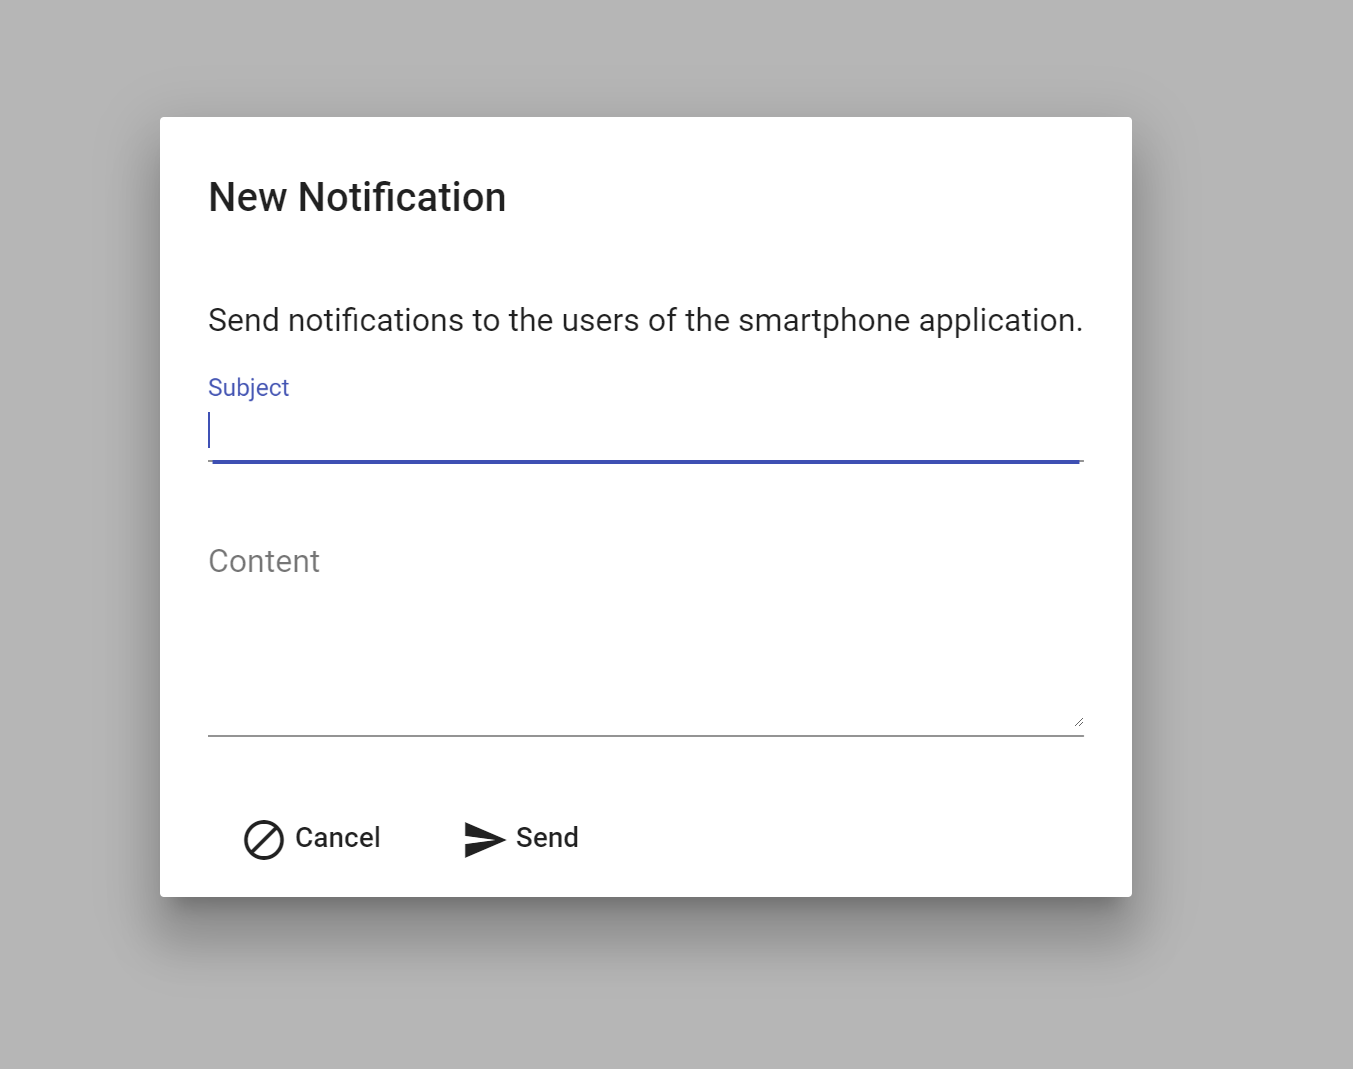 New Notification
Send notifications to the users of the smartphone application.
Subject
Content
Cancel
Send